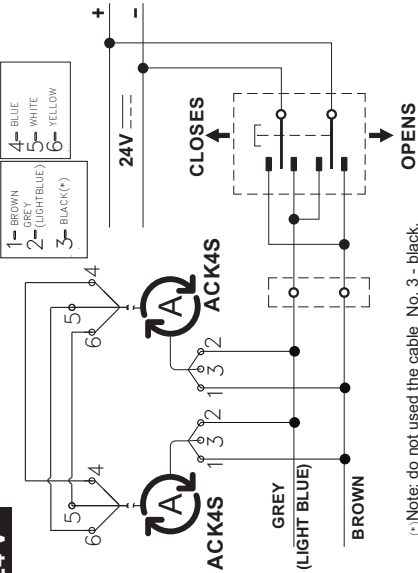 1 - BROWN
2 - GREY
(LIGHTBLUE)
3 - BLACK(*)
4 - BLUE
5 - WHITE
6 - YELLOW
+
-
24V
6
5
4
6
5
4
A
A
ACK4S
ACK4S
1
3
2
1
3
2
CLOSES
OPENS
GREY
(LIGHT BLUE)
BROWN
(*)Note: do not used the cable No. 3 - black.